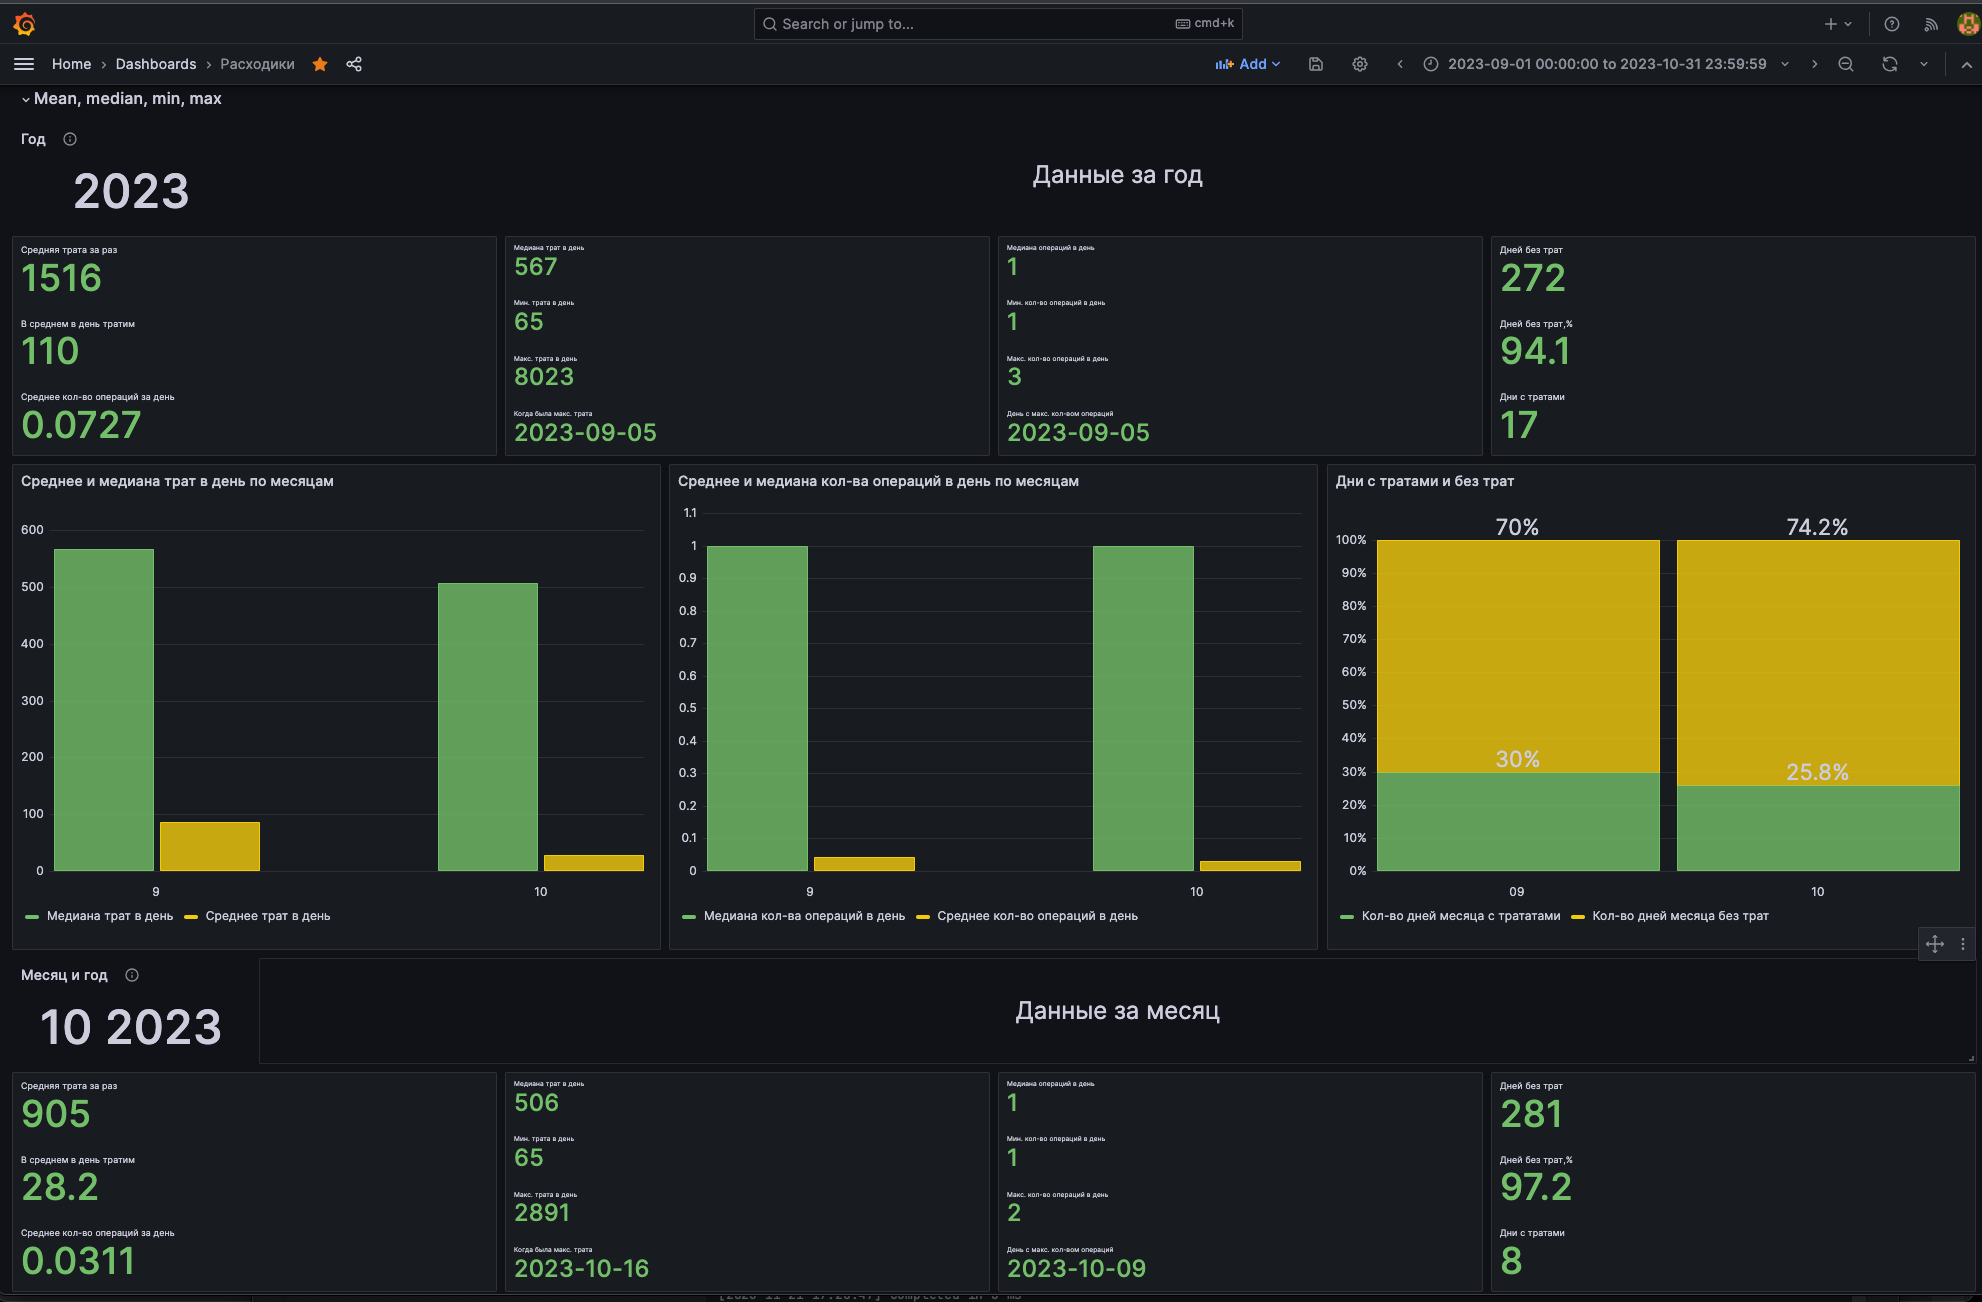 Search or jump to...
cmd+k
Home
Dashboards
Расходики
Add
2023-09-01 00:00:00 to 2023-10-31 23:59:59
Mean, median, min, max
Год
2023
Данные за год
Средняя трата за раз
1516
В среднем в день тратим
110
Среднее кол-во операций за день
0.0727
Медиана трат в день
567
Мин. трата в день
65
Макс. трата в день
8023
Когда была макс. трата
2023-09-05
Медиана операций в день
1
Мин. кол-во операций в день
1
Макс. кол-во операций в день
3
День с макс. кол-вом операций
2023-09-05
Дней без трат
272
Дней без трат,%
94.1
Дни с тратами
17
Среднее и медиана трат в день по месяцам
600
500
400
300
200
100
0
9
10
Медиана трат в день
Среднее трат в день
Среднее и медиана кол-ва операций в день по месяцам
1.1
1
0.9
0.8
0.7
0.6
0.5
0.4
0.3
0.2
0.1
0
9
10
Медиана кол-ва операций в день
Среднее кол-во операций в день
Дни с тратами и без трат
70%
74.2%
100%
90%
80%
70%
60%
50%
40%
30%
20%
10%
0%
30%
25.8%
09
10
Кол-во дней месяца с трататами
Кол-во дней месяца без трат
Месяц и год
10 2023
Данные за месяц
Средняя трата за раз
905
В среднем в день тратим
28.2
Среднее кол-во операций за день
0.0311
Медиана трат в день
506
Мин. трата в день
65
Макс. трата в день
2891
Когда была макс. трата
2023-10-16
Медиана операций в день
1
Мин. кол-во операций в день
1
Макс. кол-во операций в день
2
День с макс. кол-вом операций
2023-10-09
Дней без трат
281
Дней без трат,%
97.2
Дни с тратами
8